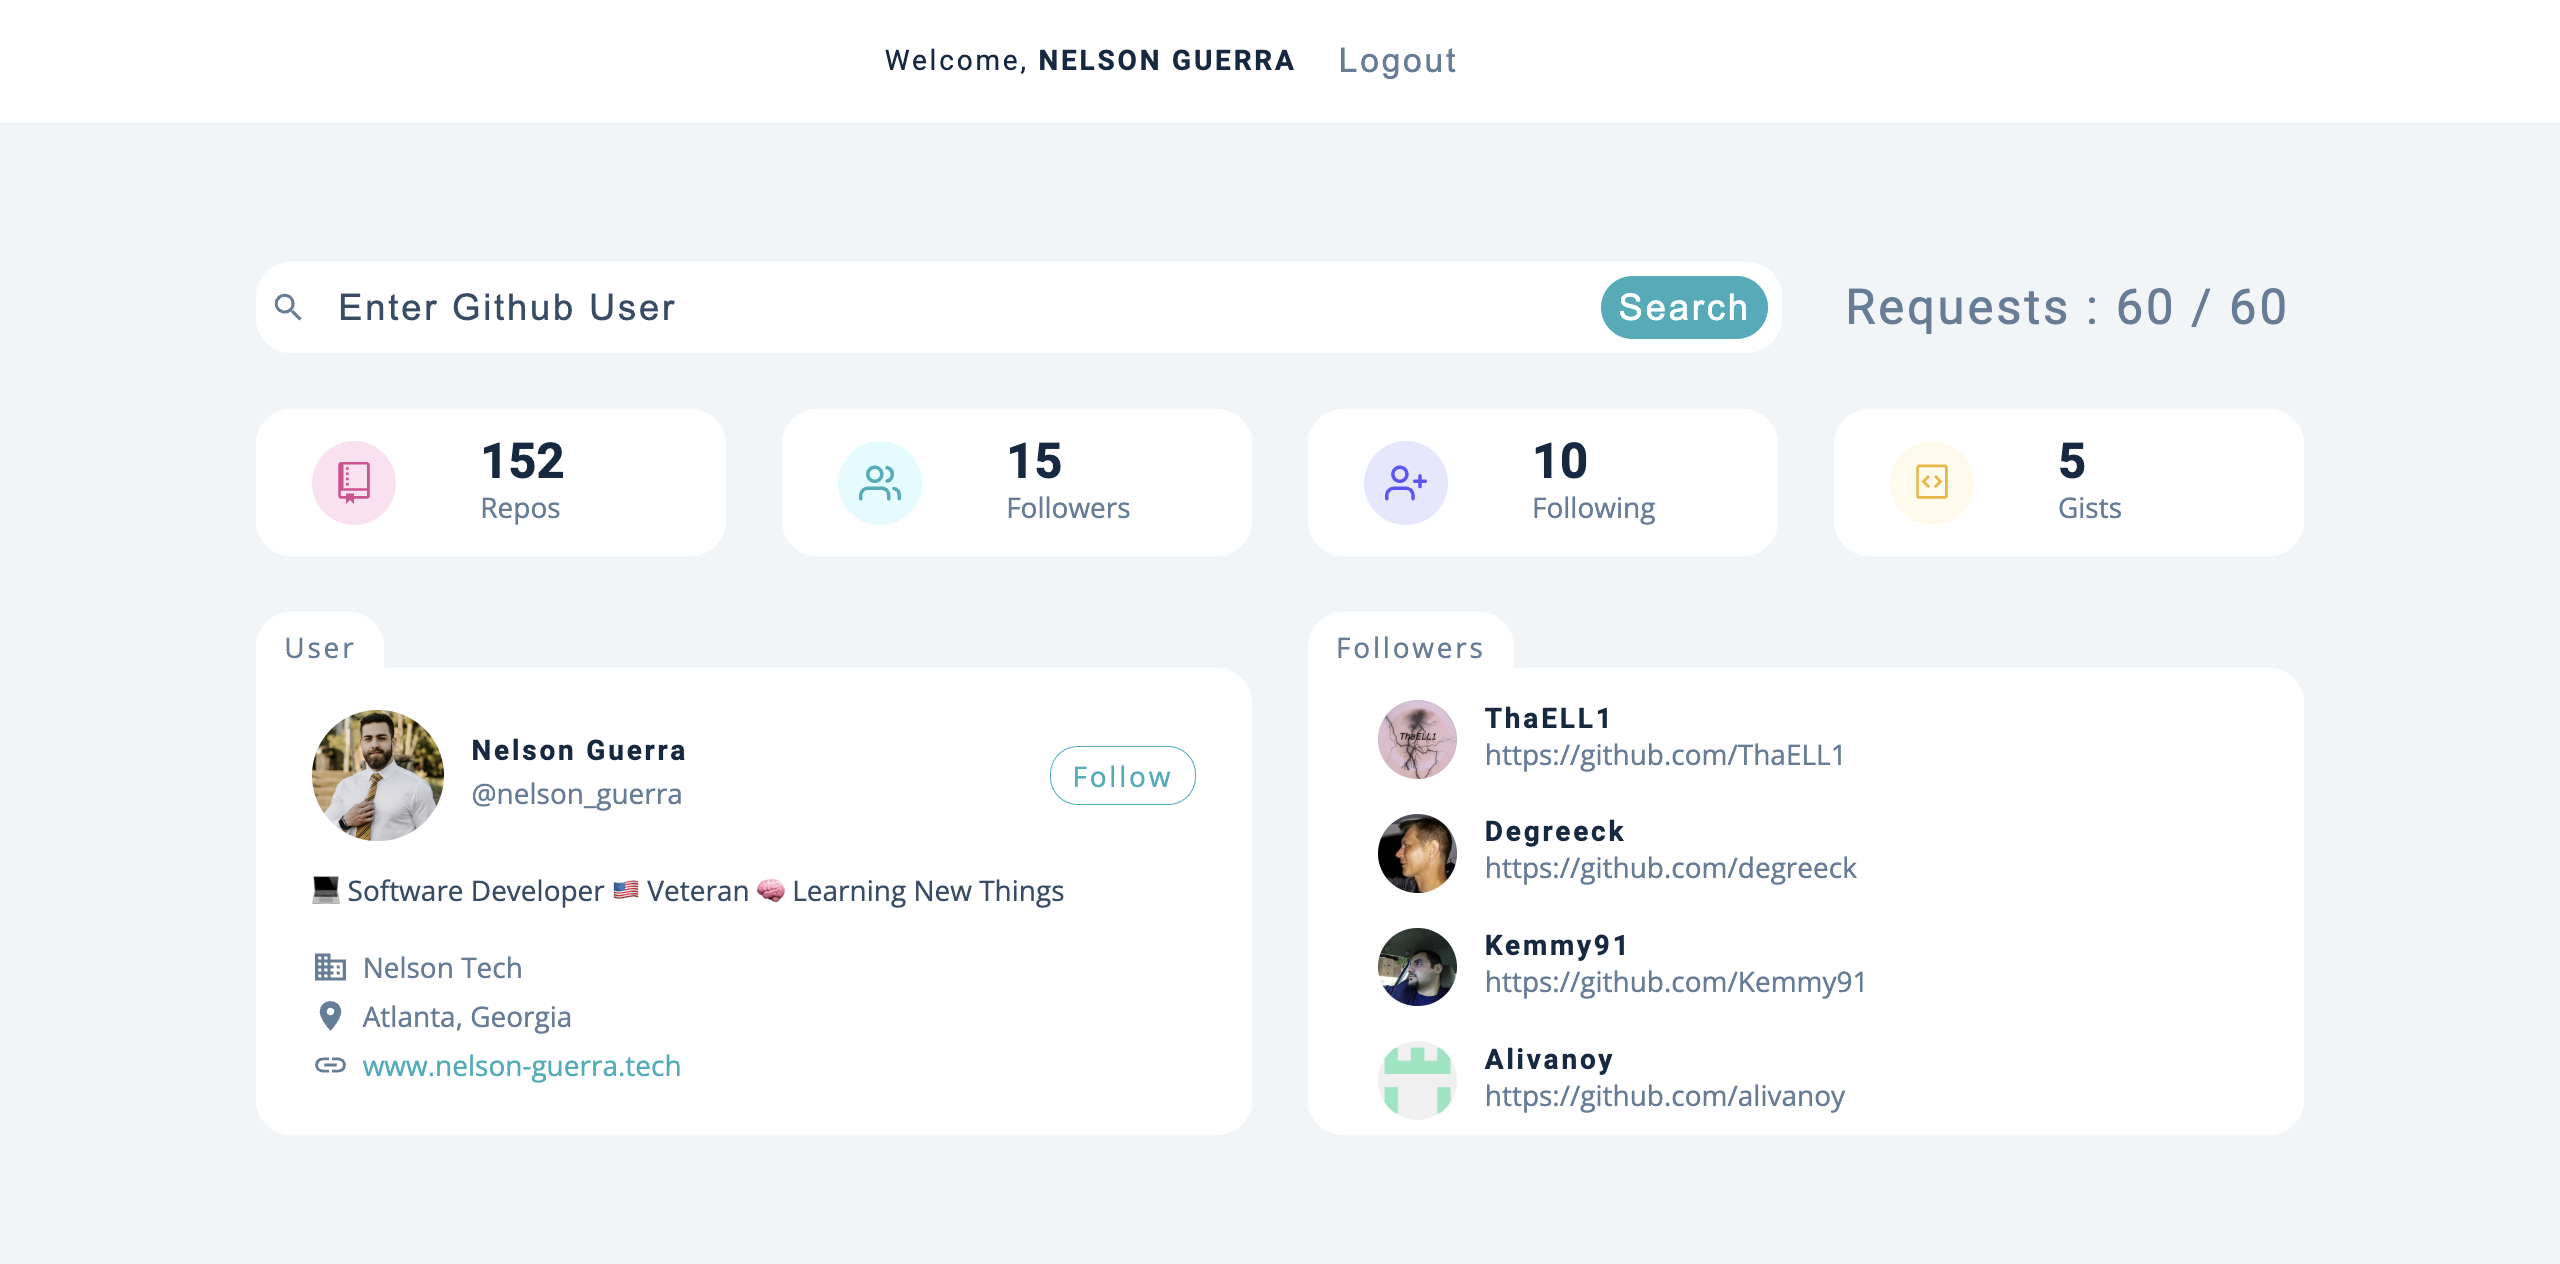 Welcome, NELSON GUERRA Logout
Enter Github User
Search
Requests : 60 / 60
152
Repos
15
Followers
10
Following
5
Gists
User
Nelson Guerra
@nelson_guerra
Follow
💻 Software Developer 🇺🇸 Veteran 🧠 Learning New Things
Nelson Tech
Atlanta, Georgia
www.nelson-guerra.tech
Followers
ThaELL1
ThaELL1
https://github.com/ThaELL1
Degreeck
https://github.com/degreeck
Kemmy91
https://github.com/Kemmy91
Alivanoy
https://github.com/alivanoy